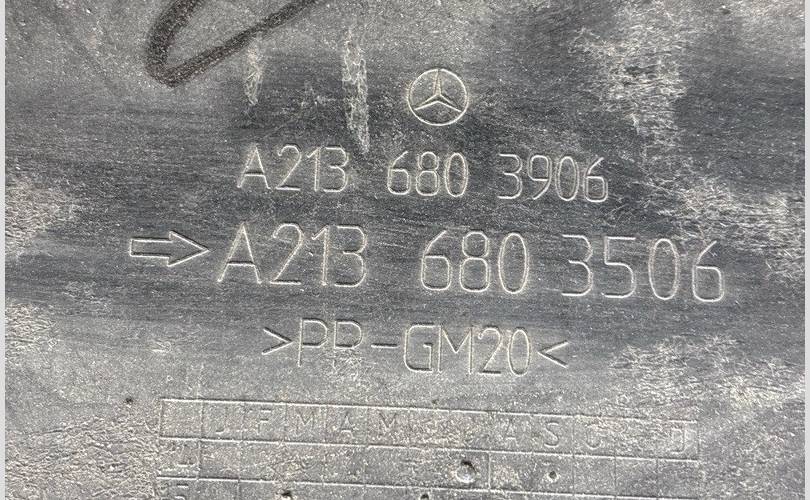 A213 680 3906
A213 680 3506
>PP-GM20<
J F M A M A S O D